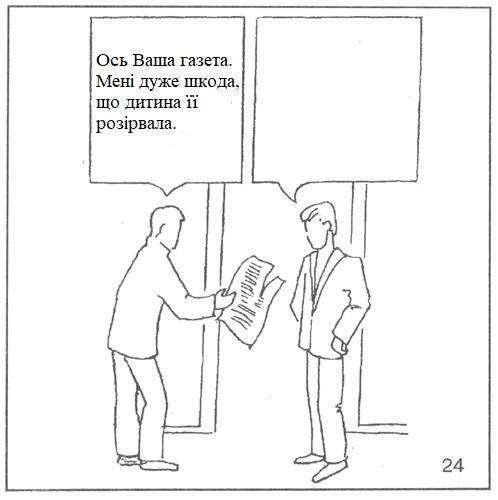 Ось Ваша газета.
Мені дуже шкода,
що дитина її
розірвала.
24